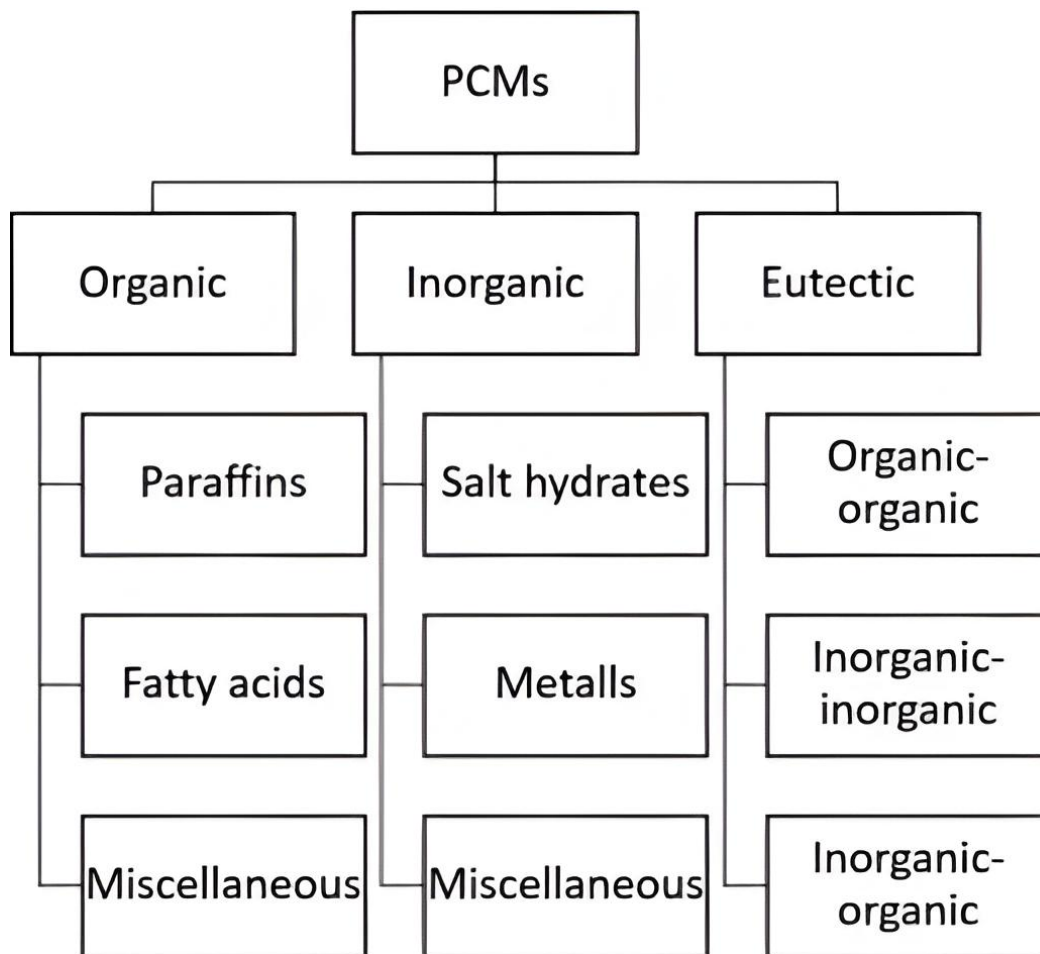 PCMs
Organic
Inorganic
Eutectic
Paraffins
Salt hydrates
Organic-
organic
Fatty acids
Metalls
Inorganic-
inorganic
Miscellaneous
Miscellaneous
Inorganic-
organic